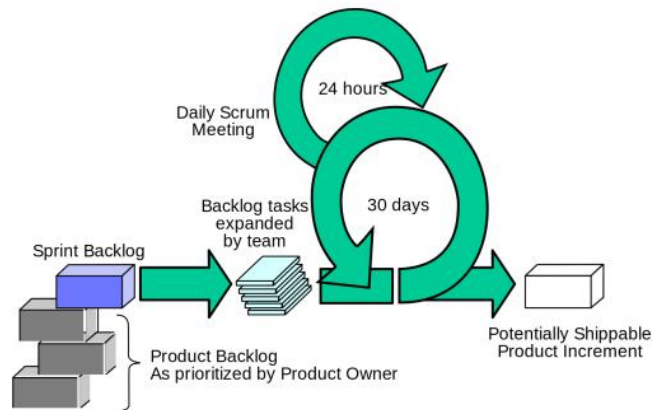 24 hours
Daily Scrum
Meeting
Backlog tasks
expanded
by team
30 days
Sprint Backlog
Potentially Shippable
Product Increment
Product Backlog
As prioritized by Product Owner